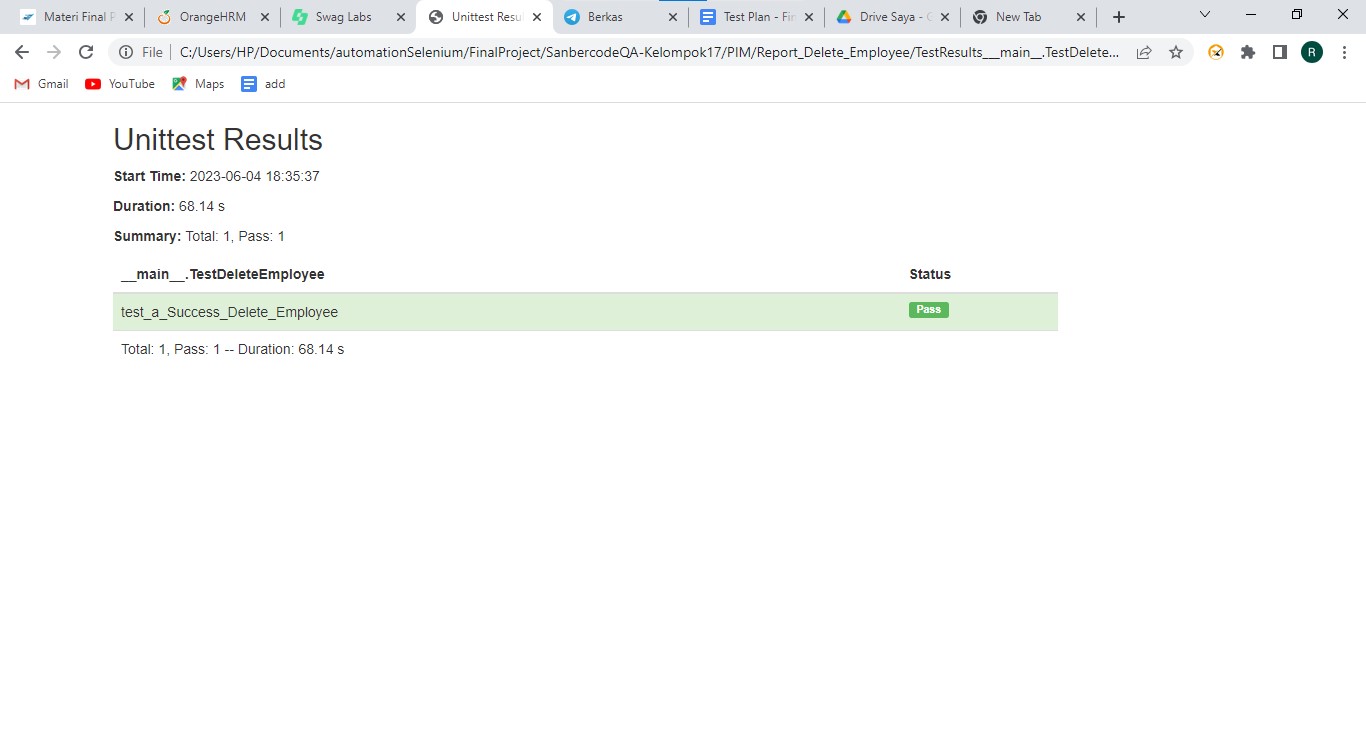 Materi Final P
OrangeHRM
Swag Labs
Unittest Resu
Berkas
Test Plan - Fin
Drive Saya - G
New Tab
File
C:/Users/HP/Documents/automationSelenium/FinalProject/SanbercodeQA-Kelompok17/PIM/Report_Delete_Employee/TestResults___main__.TestDelete...
R
Gmail
YouTube
Maps
add
Unittest Results
Start Time: 2023-06-04 18:35:37
Duration: 68.14 s
Summary: Total: 1, Pass: 1
__main__.TestDeleteEmployee Status
test_a_Success_Delete_Employee Pass
Total: 1, Pass: 1 -- Duration: 68.14 s